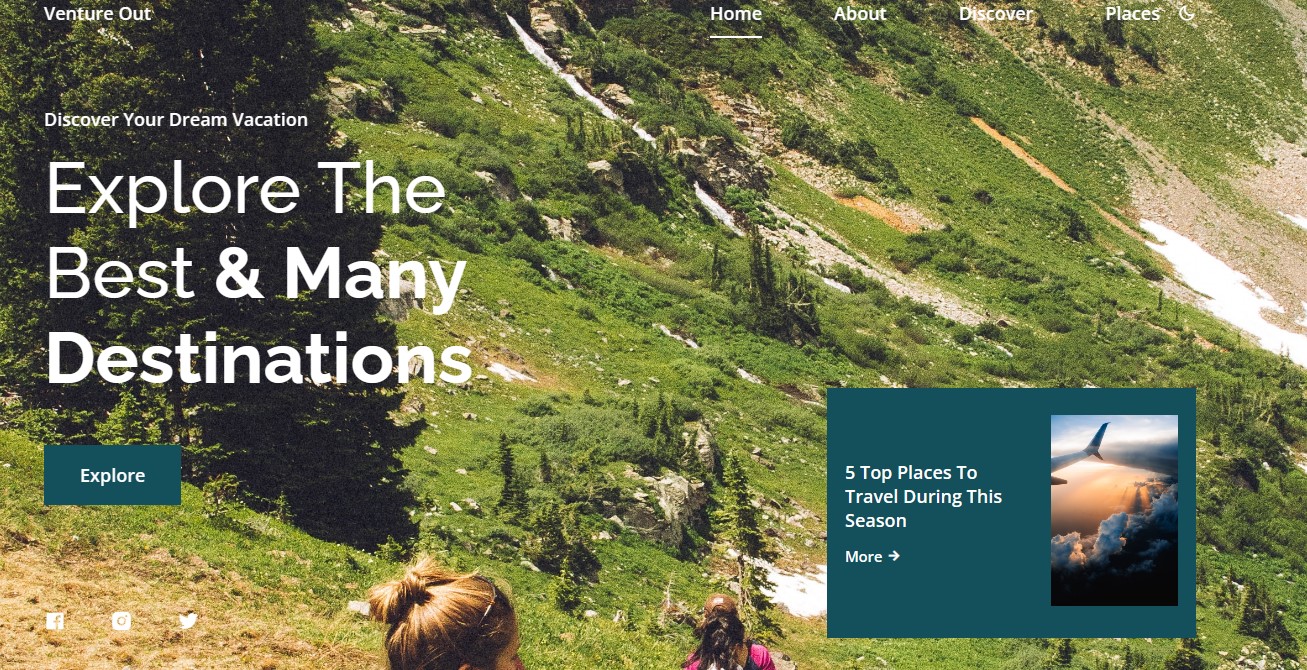 Venture Out
Home
About
Discover
Places
Discover Your Dream Vacation
Explore The
Best & Many
Destinations
Explore
5 Top Places To
Travel During This
Season
More